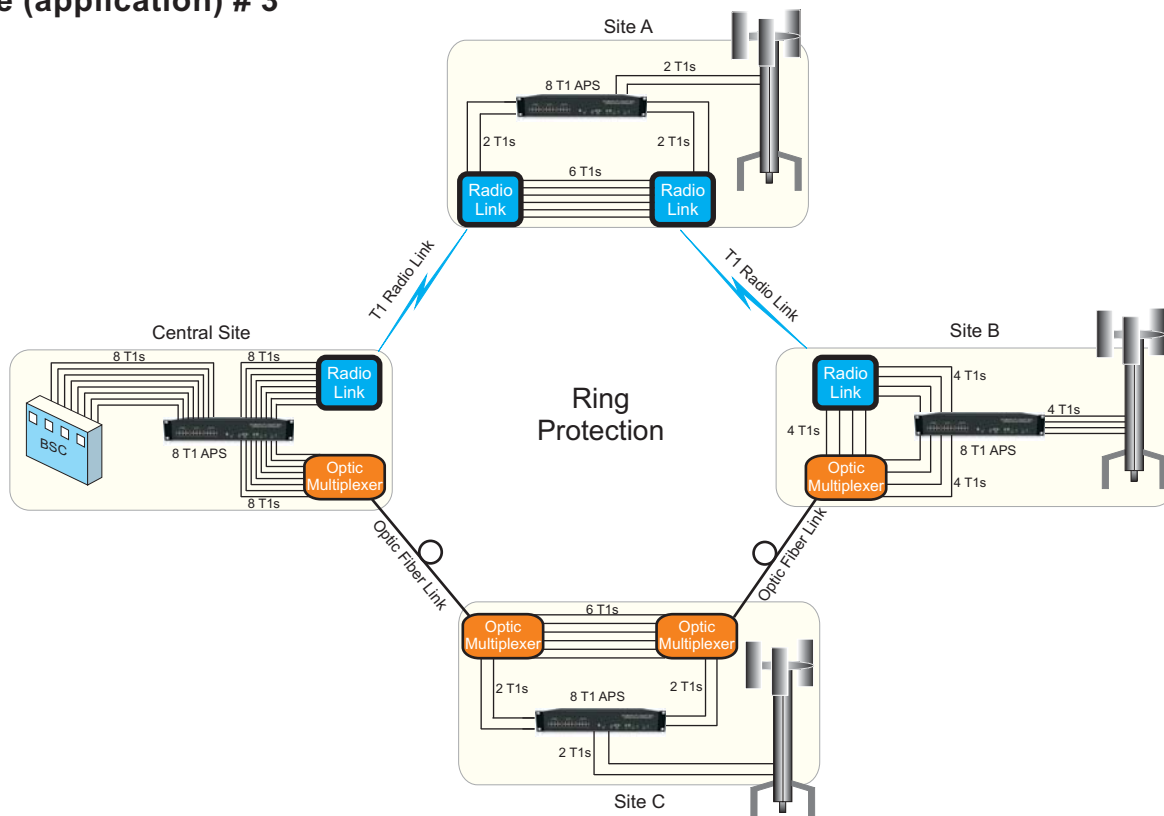 e (application) # 3
Site A
2 T1s
8 T1 APS
2 T1s
2 T1s
6 T1s
Radio
Link
Radio
Link
T1 Radio Link
T1 Radio Link
Central Site
8 T1s
8 T1s
Radio
Link
BSC
8 T1 APS
Optic
Multiplexer
8 T1s
Ring
Protection
Site B
Radio
Link
4 T1s
4 T1s
4 T1s
8 T1 APS
Optic
Multiplexer
4 T1s
Optic Fiber Link
Optic Fiber Link
6 T1s
Optic
Multiplexer
Optic
Multiplexer
2 T1s
2 T1s
8 T1 APS
2 T1s
Site C